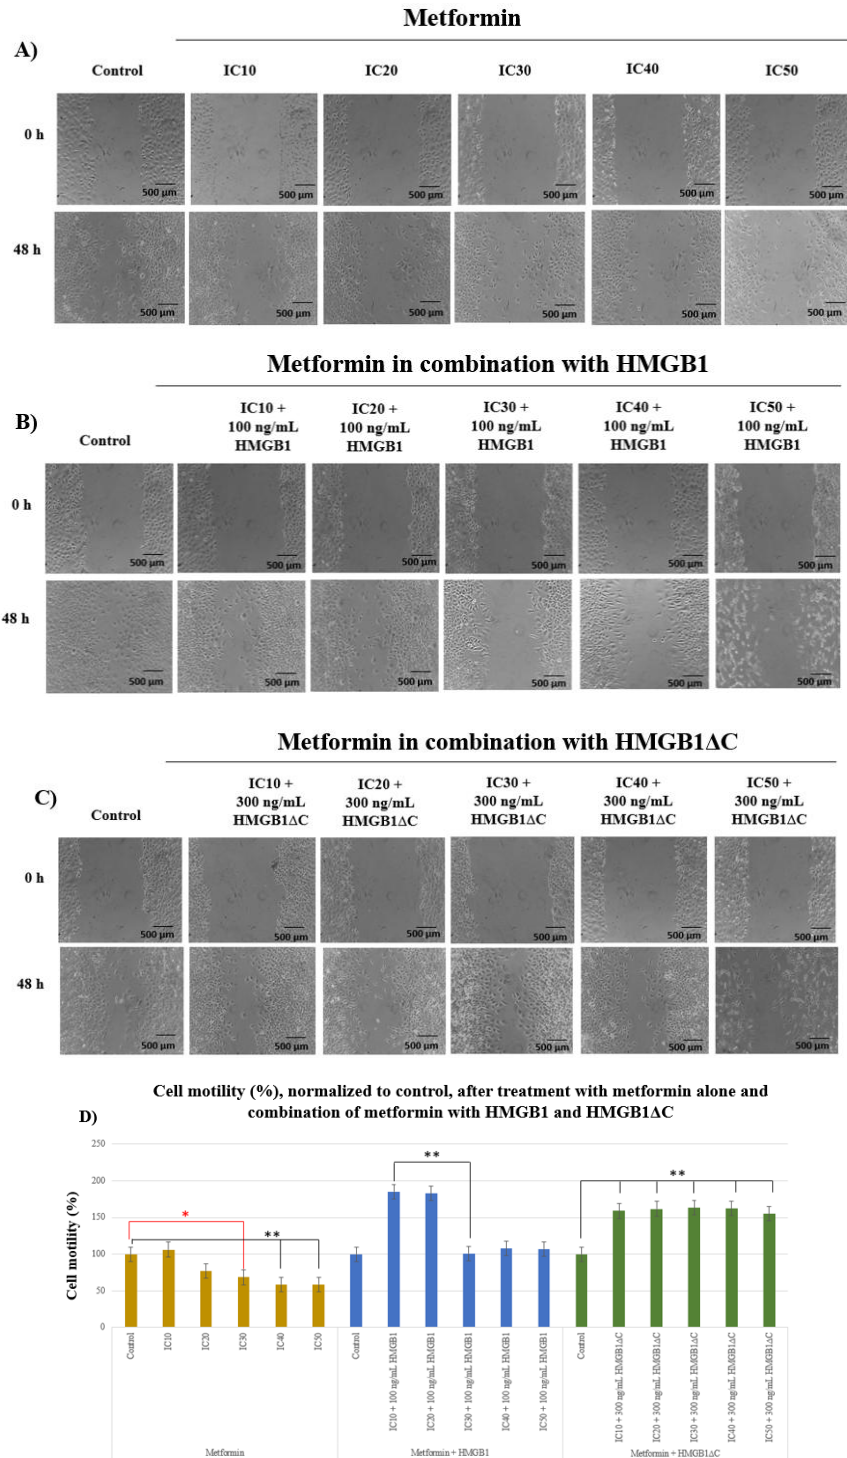 Metformin
A)
Control IC10 IC20 IC30 IC40 IC50
0 h
500 µm 500 µm 500 µm 500 µm 500 µm 500 µm
48 h
500 µm 500 µm 500 µm 500 µm 500 µm 500 µm
Metformin in combination with HMGB1
B)
Control
IC10 + 100 ng/mL HMGB1
IC20 + 100 ng/mL HMGB1
IC30 + 100 ng/mL HMGB1
IC40 + 100 ng/mL HMGB1
IC50 + 100 ng/mL HMGB1
0 h
500 µm 500 µm 500 µm 500 µm 500 µm 500 µm
48 h
500 µm 500 µm 500 µm 500 µm 500 µm 500 µm
Metformin in combination with HMGB1ΔC
C)
Control
IC10 + 300 ng/mL HMGB1ΔC
IC20 + 300 ng/mL HMGB1ΔC
IC30 + 300 ng/mL HMGB1ΔC
IC40 + 300 ng/mL HMGB1ΔC
IC50 + 300 ng/mL HMGB1ΔC
0 h
500 µm 500 µm 500 µm 500 µm 500 µm 500 µm
48 h
500 µm 500 µm 500 µm 500 µm 500 µm 500 µm
Cell motility (%), normalized to control, after treatment with metformin alone and
combination of metformin with HMGB1 and HMGB1ΔC
D)
Cell motility (%)
250
200
150
100
50
0
* ** ** **
Control
IC10
IC20
IC30
IC40
IC50
Control
IC10 + 100 ng/mL HMGB1
IC20 + 100 ng/mL HMGB1
IC30 + 100 ng/mL HMGB1
IC40 + 100 ng/mL HMGB1
IC50 + 100 ng/mL HMGB1
Control
IC10 + 300 ng/mL HMGB1ΔC
IC20 + 300 ng/mL HMGB1ΔC
IC30 + 300 ng/mL HMGB1ΔC
IC40 + 300 ng/mL HMGB1ΔC
IC50 + 300 ng/mL HMGB1ΔC
Metformin
Metformin + HMGB1
Metformin + HMGB1ΔC